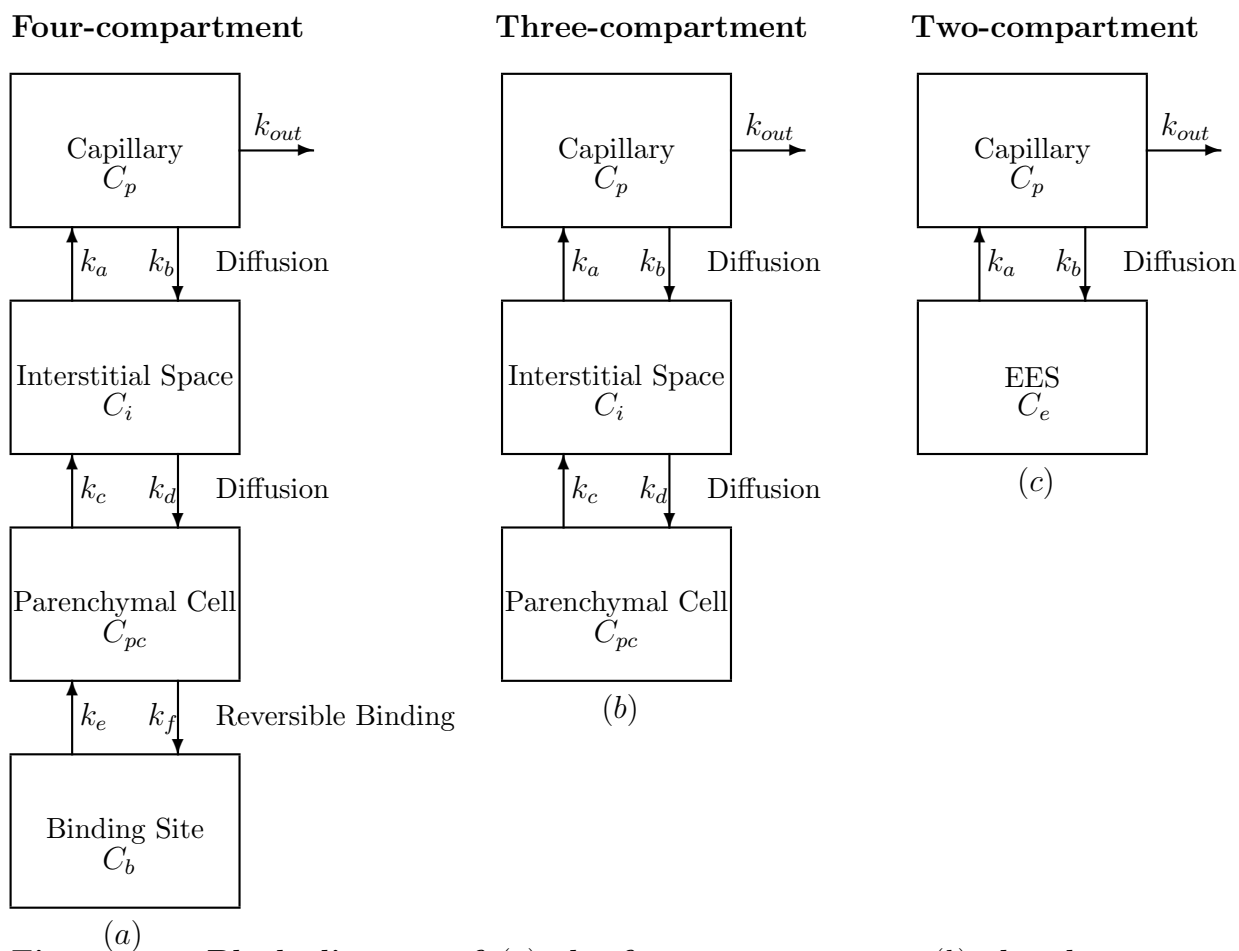 Four-compartment
Three-compartment
Two-compartment
Capillary
C_p
k_out
k_a
k_b
Diffusion
Interstitial Space
C_i
k_c
k_d
Diffusion
Parenchymal Cell
C_pc
k_e
k_f
Reversible Binding
Binding Site
C_b
(a)
Capillary
C_p
k_out
k_a
k_b
Diffusion
Interstitial Space
C_i
k_c
k_d
Diffusion
Parenchymal Cell
C_pc
(b)
Capillary
C_p
k_out
k_a
k_b
Diffusion
EES
C_e
(c)